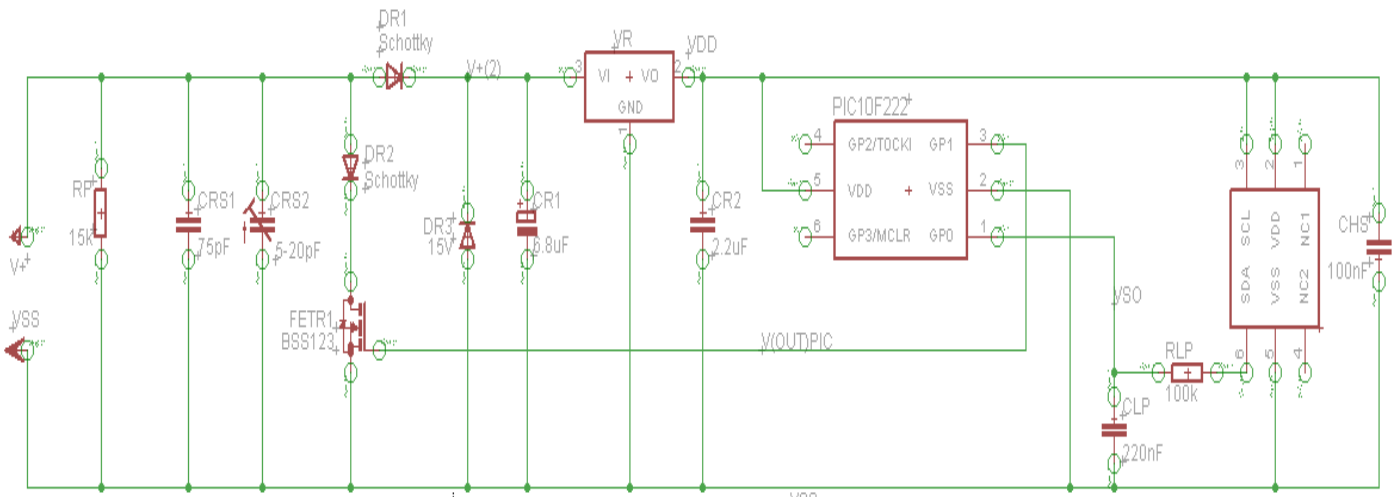 DR1
Schottky
V+(2)
VR
3 VI VO 2
GND
1
VDD
PIC10F222
4 GP2/TOCKI GP1 3
5 VDD VSS 2
6 GP3/MCLR GP0 1
DR2
Schottky
RP
15k
CRS1
75pF
CRS2
5-20pF
DR3
15V
CR1
6.8uF
CR2
2.2uF
3 2 1
SCL VDD NC1
SDA VSS NC2
6 5 4
CHS
100nF
V+
VSS
FETR1
BSS123
V(OUT)PIC
VSO
RLP
100k
CLP
220nF
VSS